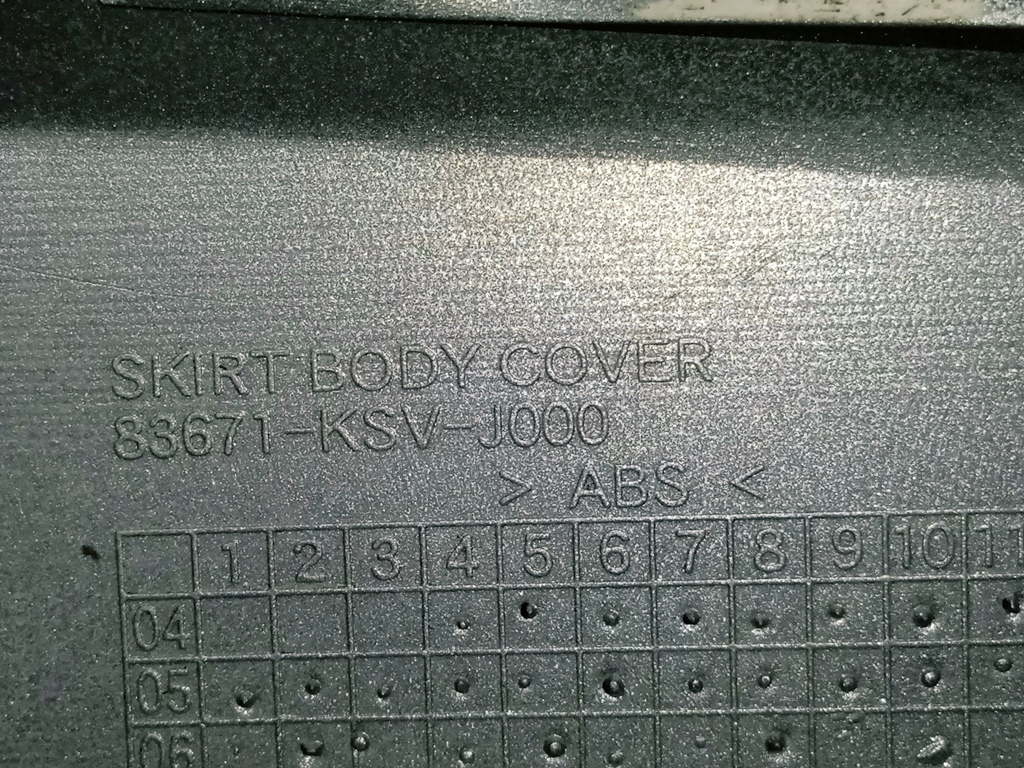 SKIRT BODY COVER
83671-KSV-J000
> ABS <
1 2 3 4 5 6 7 8 9 10 11
04
05
06